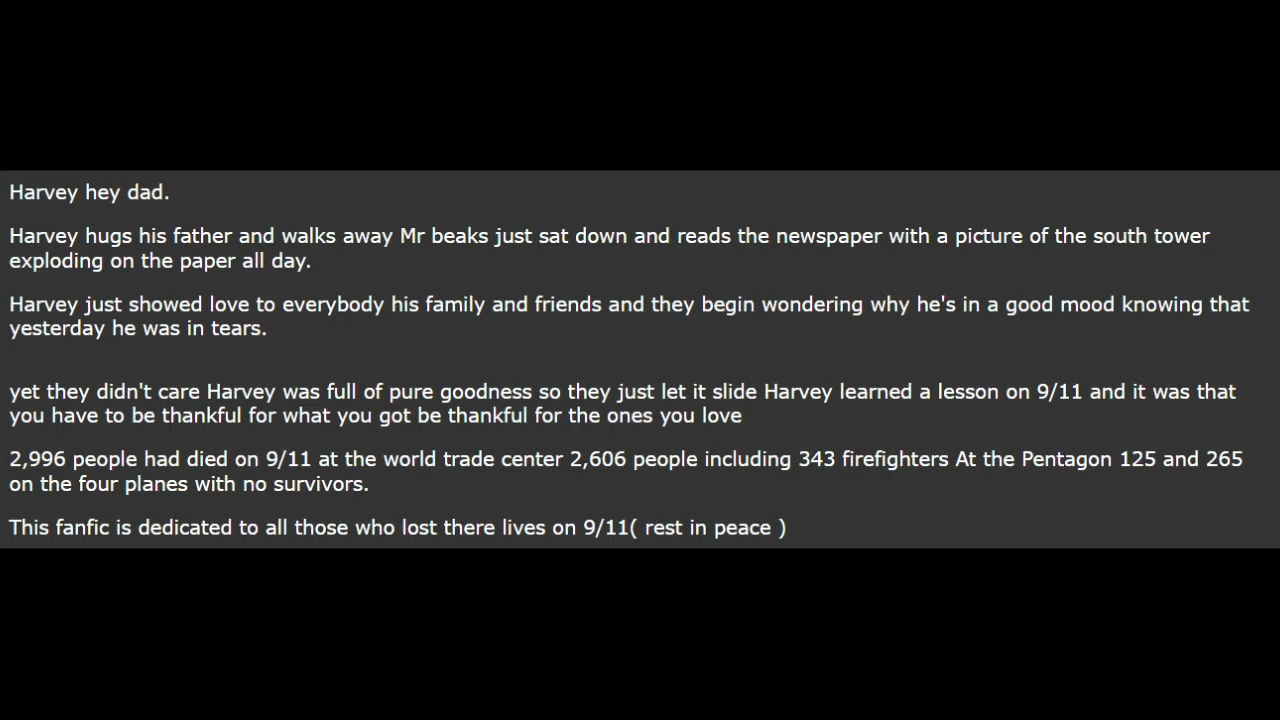 Harvey hey dad.
Harvey hugs his father and walks away Mr beaks just sat down and reads the newspaper with a picture of the south tower
exploding on the paper all day.
Harvey just showed love to everybody his family and friends and they begin wondering why he's in a good mood knowing that
yesterday he was in tears.
yet they didn't care Harvey was full of pure goodness so they just let it slide Harvey learned a lesson on 9/11 and it was that
you have to be thankful for what you got be thankful for the ones you love
2,996 people had died on 9/11 at the world trade center 2,606 people including 343 firefighters At the Pentagon 125 and 265
on the four planes with no survivors.
This fanfic is dedicated to all those who lost there lives on 9/11( rest in peace )